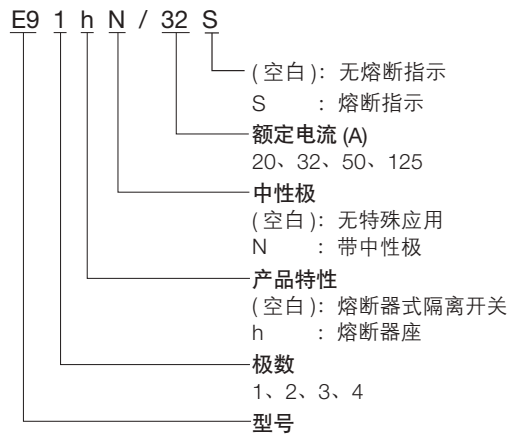 E9 1 h N / 32 S
(空白): 无熔断指示
S : 熔断指示
额定电流 (A)
20、32、50、125
中性极
(空白): 无特殊应用
N : 带中性极
产品特性
(空白): 熔断器式隔离开关
h : 熔断器座
极数
1、2、3、4
型号